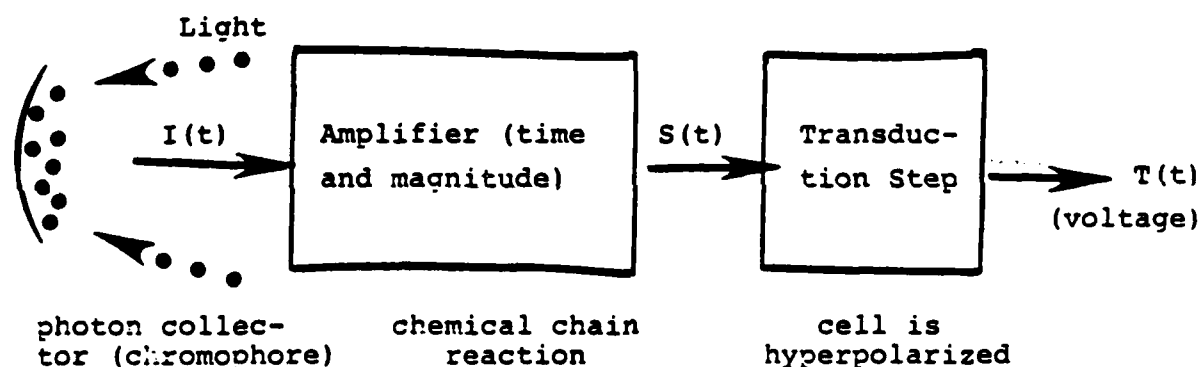 Light
I(t)
Amplifier (time
and magnitude)
S(t)
Transduc-
tion Step
T(t)
(voltage)
photon collec-
tor (chromophore)
chemical chain
reaction
cell is
hyperpolarized